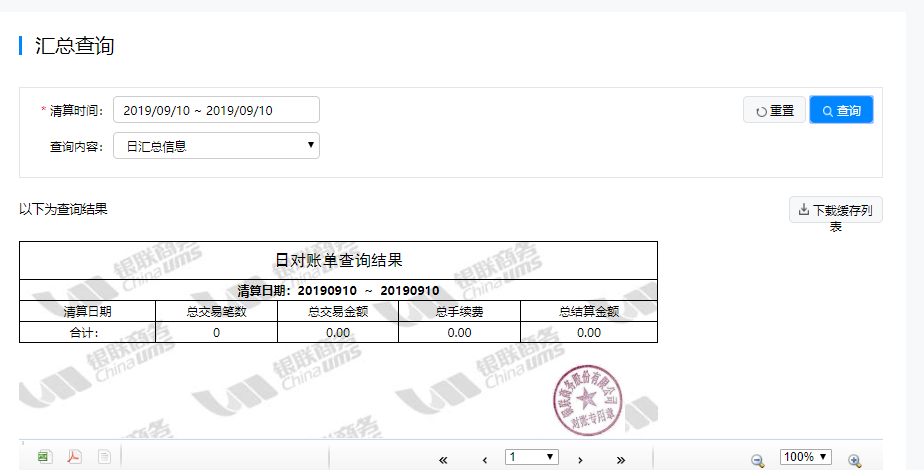 汇总查询
* 清算时间： 2019/09/10 ~ 2019/09/10 重置 查询
查询内容： 日汇总信息
以下为查询结果 下载缓存列表
日对账单查询结果
清算日期：20190910 ~ 20190910
清算日期 总交易笔数 总交易金额 总手续费 总结算金额
合计： 0 0.00 0.00 0.00
银联商务
China ums
银联商务股份有限公司
对账专用章
1 100%